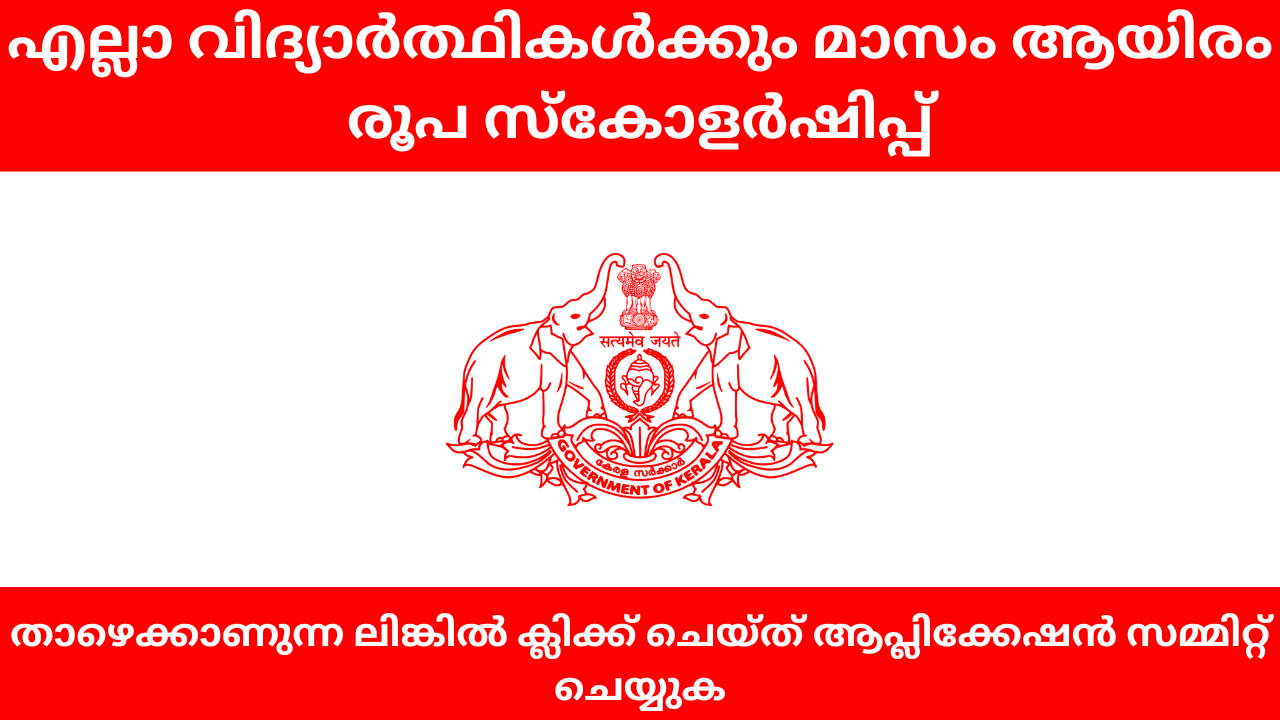 എല്ലാ വിദ്യാർത്ഥികൾക്കും മാസം ആയിരം
രൂപ സ്കോളർഷിപ്പ്
सत्यमेव जयते
കേരള സർക്കാർ
GOVERNMENT OF KERALA
താഴെക്കാണുന്ന ലിങ്കിൽ ക്ലിക്ക് ചെയ്ത് ആപ്ലിക്കേഷൻ സമ്മിറ്റ്
ചെയ്യുക